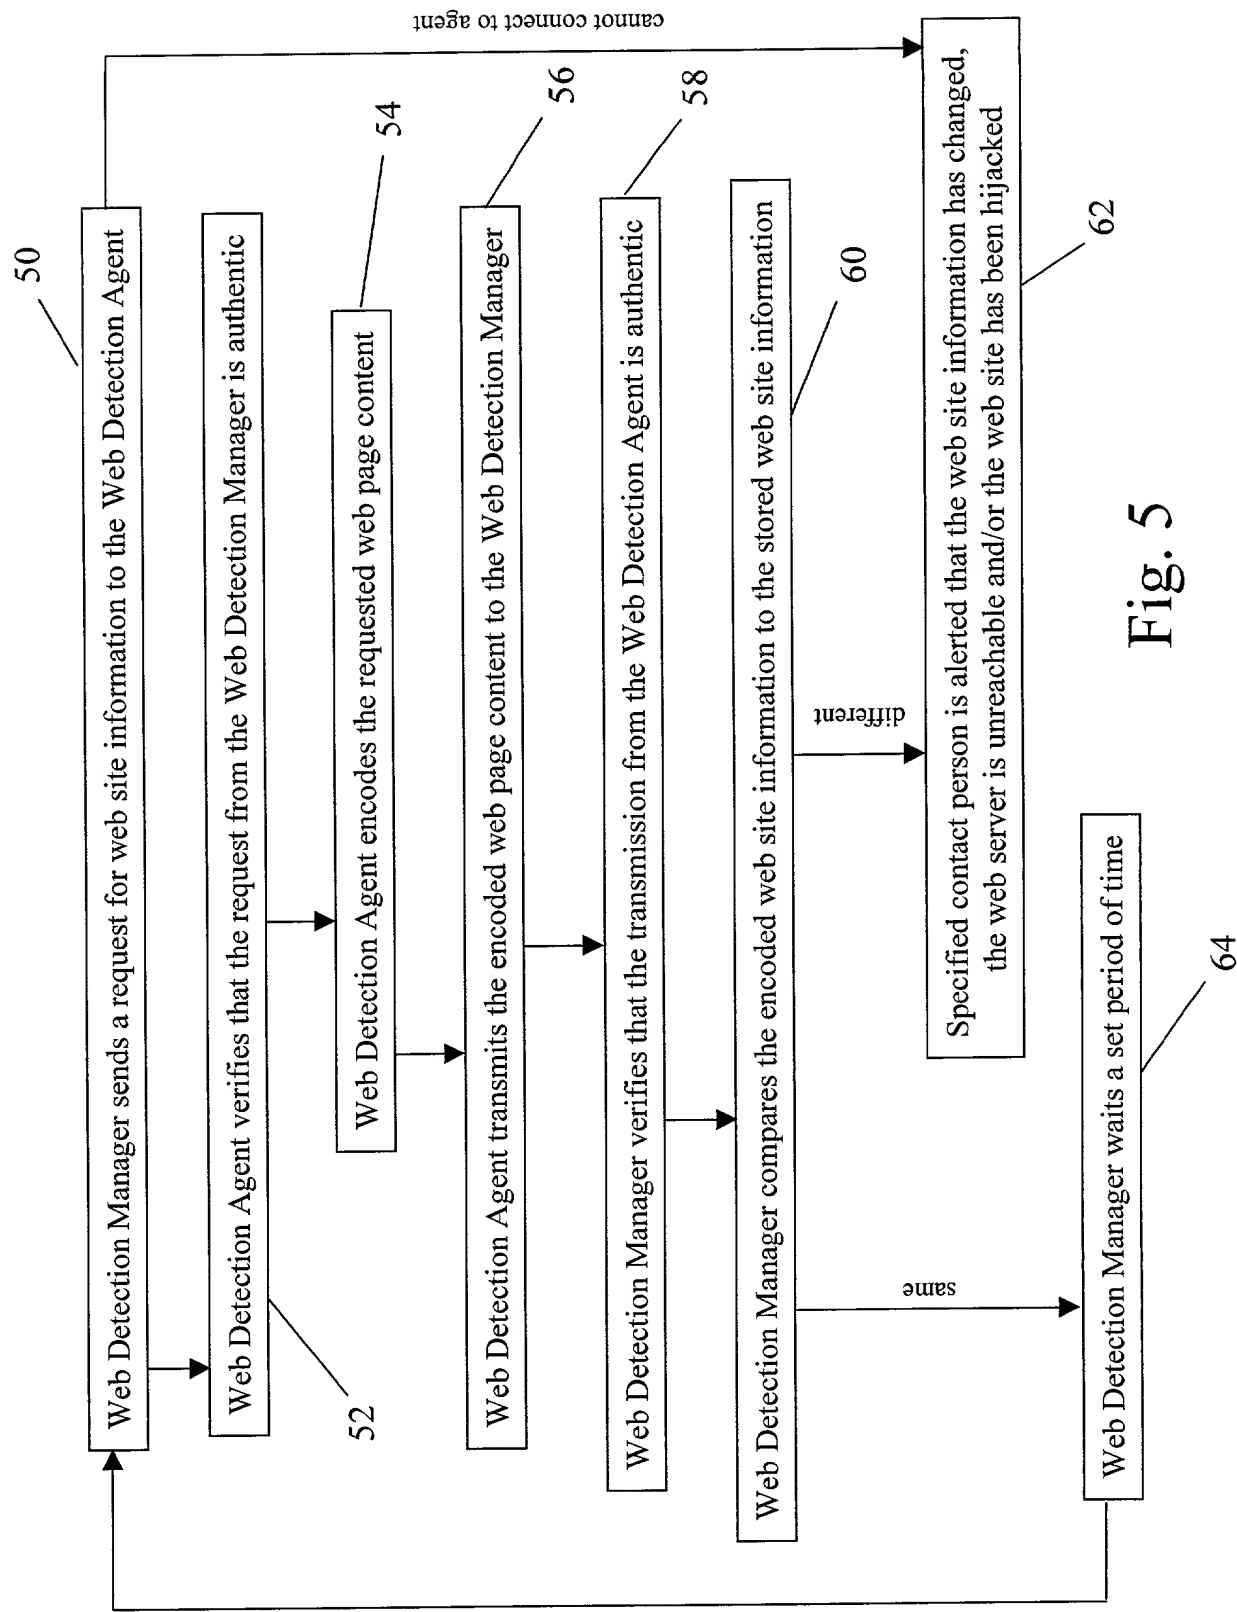 50
Web Detection Manager sends a request for web site information to the Web Detection Agent
cannot connect to agent
Web Detection Agent verifies that the request from the Web Detection Manager is authentic
52
54
Web Detection Agent encodes the requested web page content
56
Web Detection Agent transmits the encoded web page content to the Web Detection Manager
58
Web Detection Manager verifies that the transmission from the Web Detection Agent is authentic
Web Detection Manager compares the encoded web site information to the stored web site information
60
different
same
Specified contact person is alerted that the web site information has changed,
the web server is unreachable and/or the web site has been hijacked
62
Web Detection Manager waits a set period of time
64
Fig. 5